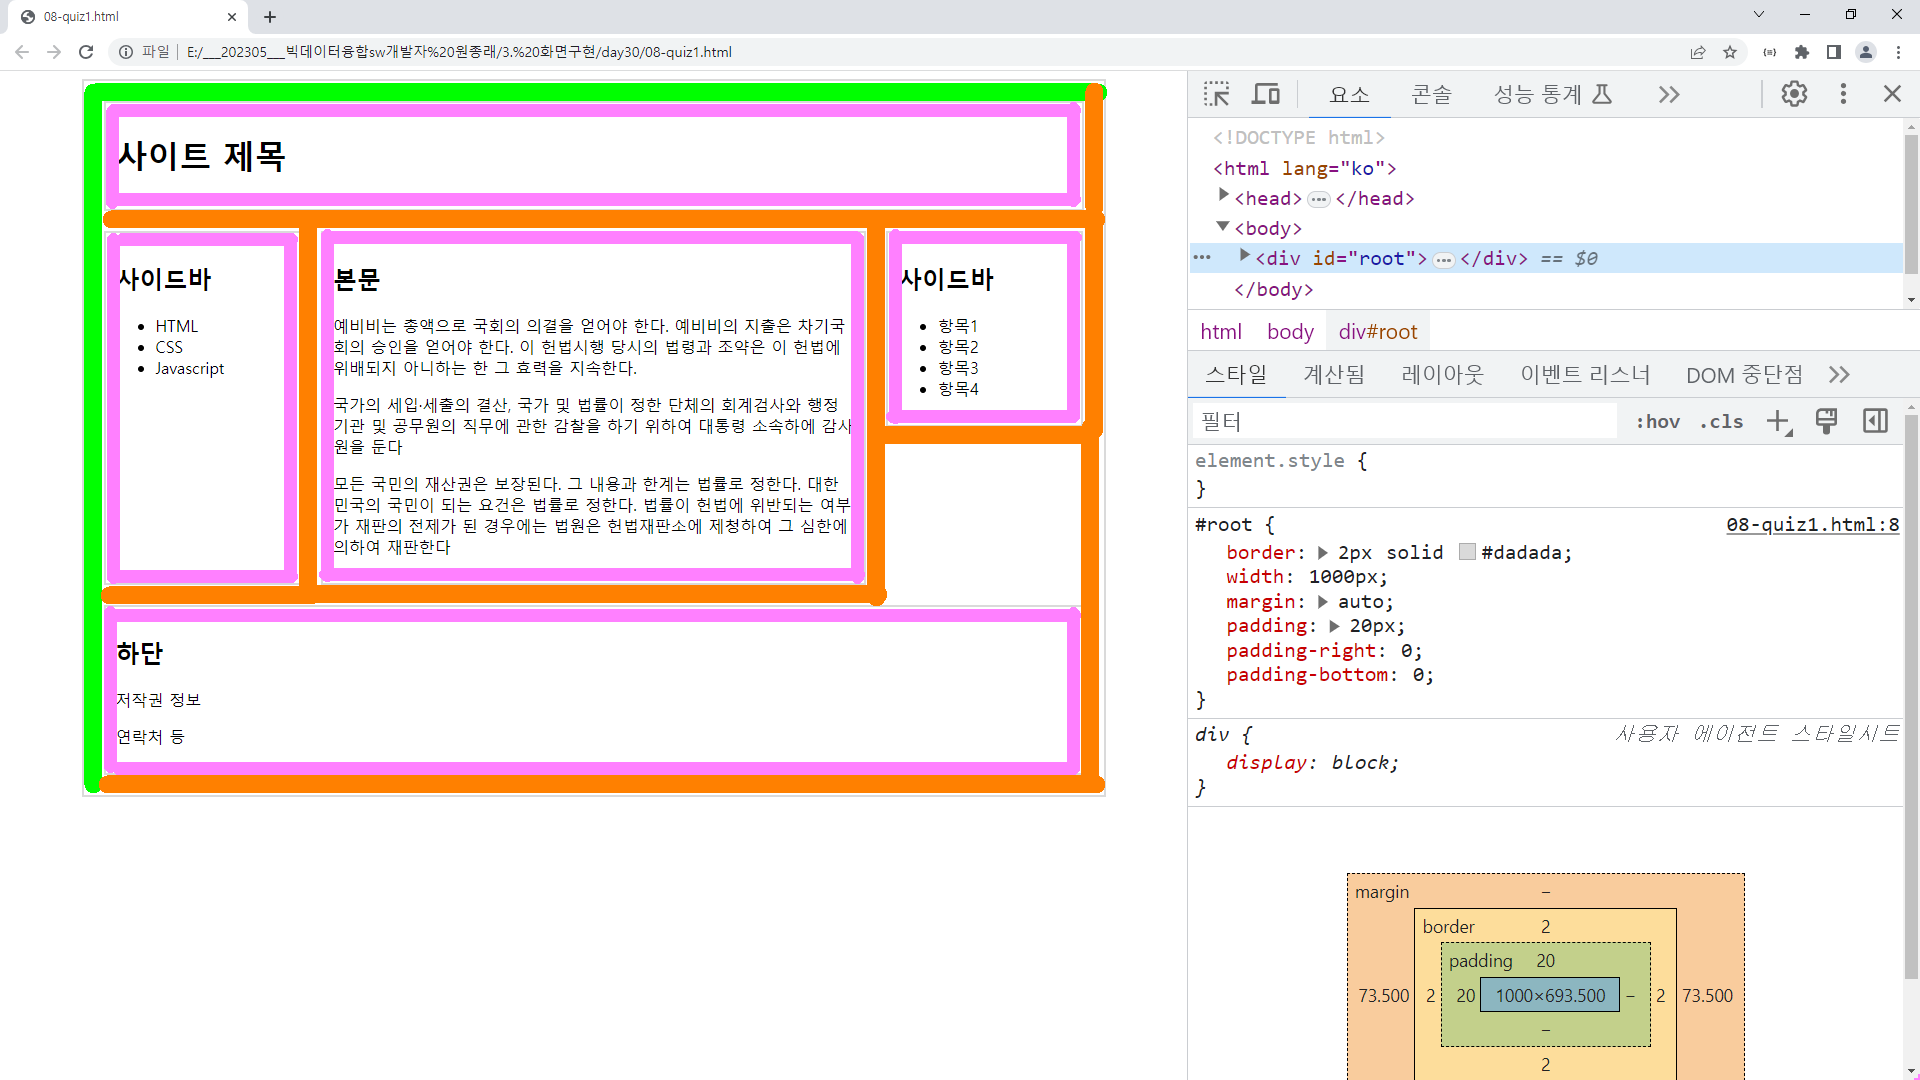 08-quiz1.html
파일
E:/___202305___빅데이터융합sw개발자%20원종래/3.%20화면구현/day30/08-quiz1.html
사이트 제목
사이드바
HTML
CSS
Javascript
본문
예비비는 총액으로 국회의 의결을 얻어야 한다. 예비비의 지출은 차기국
회의 승인을 얻어야 한다. 이 헌법시행 당시의 법령과 조약은 이 헌법에
위배되지 아니하는 한 그 효력을 지속한다.
국가의 세입·세출의 결산, 국가 및 법률이 정한 단체의 회계검사와 행정
기관 및 공무원의 직무에 관한 감찰을 하기 위하여 대통령 소속하에 감사
원을 둔다
모든 국민의 재산권은 보장된다. 그 내용과 한계는 법률로 정한다. 대한
민국의 국민이 되는 요건은 법률로 정한다. 법률이 헌법에 위반되는 여부
가 재판의 전제가 된 경우에는 법원은 헌법재판소에 제청하여 그 심한에
의하여 재판한다
사이드바
항목1
항목2
항목3
항목4
하단
저작권 정보
연락처 등
요소 콘솔 성능 통계
<!DOCTYPE html>
<html lang="ko">
<head> ••• </head>
<body>
••• <div id="root"> ••• </div> == $0
</body>
html body div#root
스타일 계산됨 레이아웃 이벤트 리스너 DOM 중단점
필터 :hov .cls
element.style {
}
#root { 08-quiz1.html:8
border: 2px solid #dadada;
width: 1000px;
margin: auto;
padding: 20px;
padding-right: 0;
padding-bottom: 0;
}
div { 사용자 에이전트 스타일시트
display: block;
}
margin –
border 2
padding 20
73.500 2 20 1000×693.500 – 2 73.500
–
2